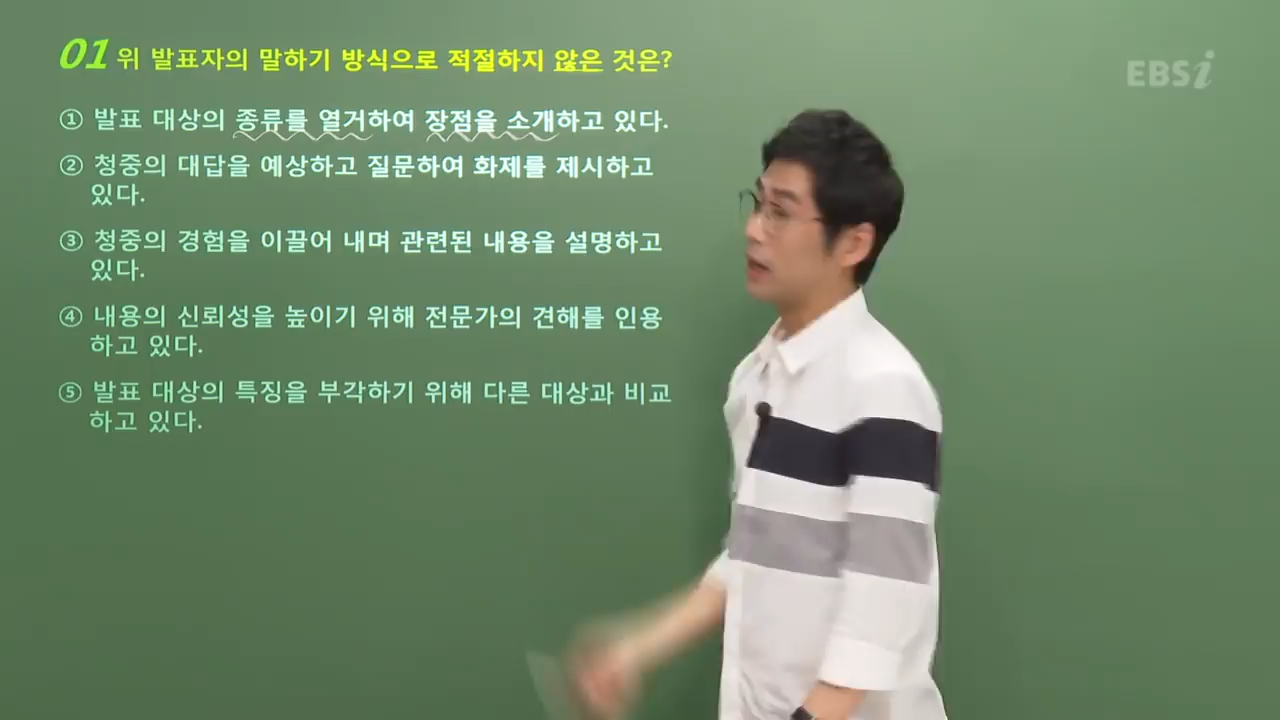 01 위 발표자의 말하기 방식으로 적절하지 않은 것은?
EBSi
① 발표 대상의 종류를 열거하여 장점을 소개하고 있다.
② 청중의 대답을 예상하고 질문하여 화제를 제시하고
있다.
③ 청중의 경험을 이끌어 내며 관련된 내용을 설명하고
있다.
④ 내용의 신뢰성을 높이기 위해 전문가의 견해를 인용
하고 있다.
⑤ 발표 대상의 특징을 부각하기 위해 다른 대상과 비교
하고 있다.